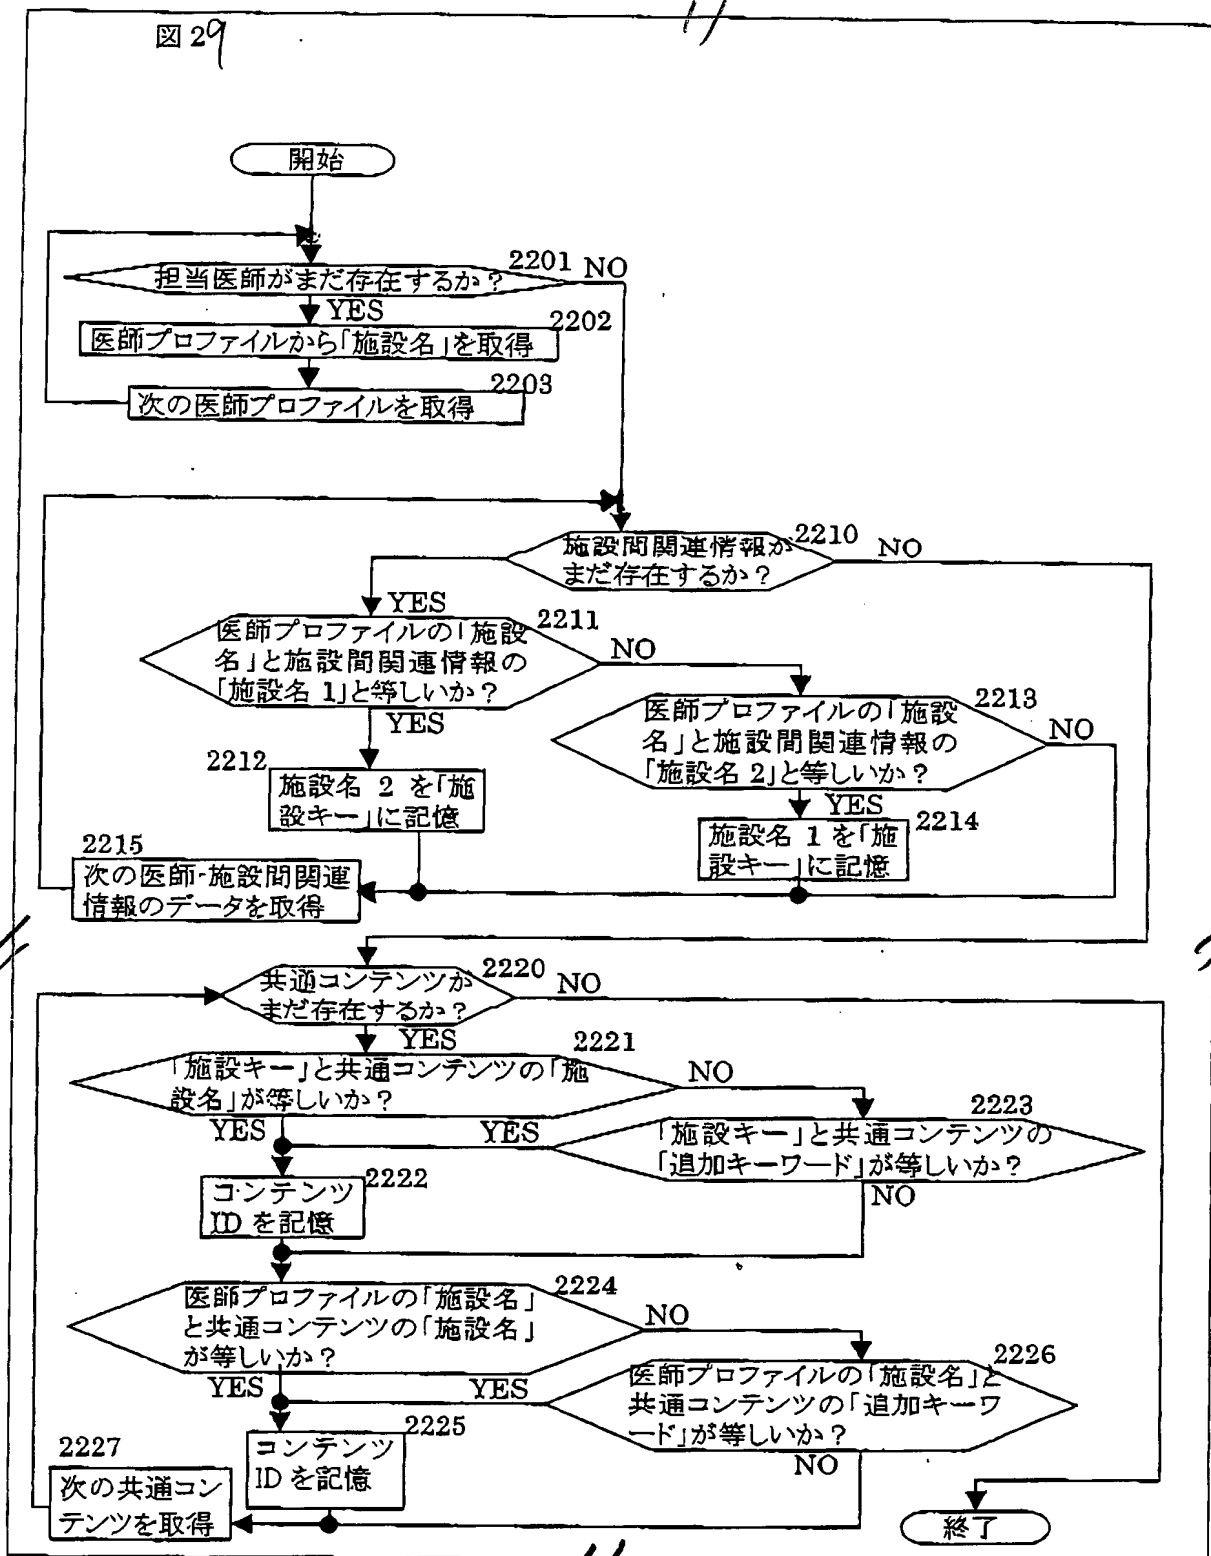 図29
開始
担当医師がまだ存在するか？
2201
NO
YES
2202
医師プロファイルから「施設名」を取得
2203
次の医師プロファイルを取得
施設間関連情報が
まだ存在するか？
2210
NO
YES
医師プロファイルの「施設
名」と施設間関連情報の
「施設名 1」と等しいか？
2211
NO
YES
医師プロファイルの「施設
名」と施設間関連情報の
「施設名 2」と等しいか？
2213
NO
YES
2212
施設名 2 を「施
設キー」に記憶
施設名 1 を「施
設キー」に記憶
2214
2215
次の医師・施設間関連
情報のデータを取得
共通コンテンツが
まだ存在するか？
2220
NO
YES
「施設キー」と共通コンテンツの「施
設名」が等しいか？
2221
NO
YES
2223
「施設キー」と共通コンテンツの
「追加キーワード」が等しいか？
YES
NO
2222
コンテンツ
ID を記憶
医師プロファイルの「施設名」
と共通コンテンツの「施設名」
が等しいか？
2224
NO
YES
2226
医師プロファイルの「施設名」と
共通コンテンツの「追加キーワ
ード」が等しいか？
YES
NO
2225
コンテンツ
ID を記憶
2227
次の共通コン
テンツを取得
終了